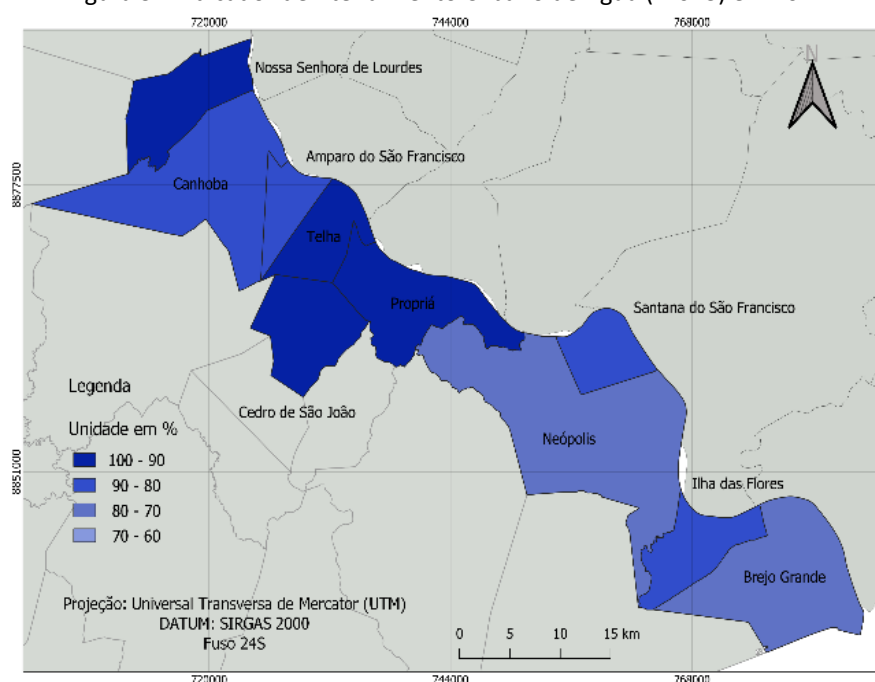 720000 744000 768000
N
Nossa Senhora de Lourdes
Amparo do São Francisco
8877500
Canhoba
Telha
Propriá
Santana do São Francisco
Legenda
Cedro de São João
Unidade em %
Neópolis
100 - 90
8851000
90 - 80
Ilha das Flores
80 - 70
70 - 60
Brejo Grande
Projeção: Universal Transversa de Mercator (UTM)
DATUM: SIRGAS 2000
Fuso 24S
0 5 10 15 km
720000 744000 768000